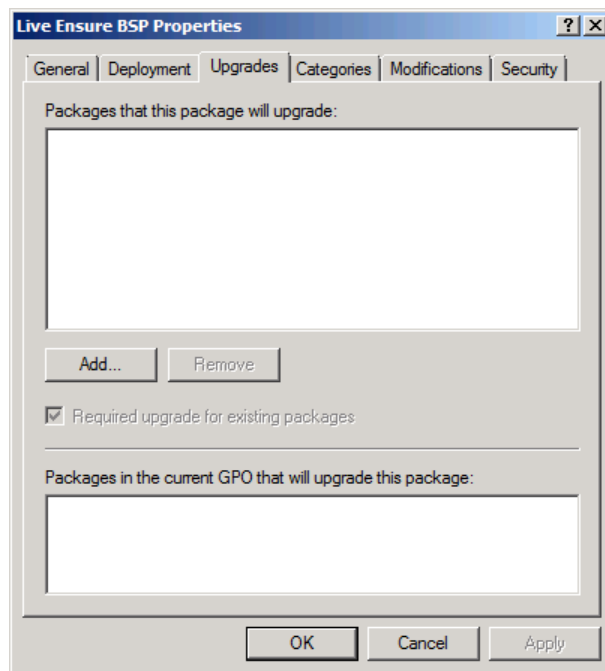 Live Ensure BSP Properties
General Deployment Upgrades Categories Modifications Security
Packages that this package will upgrade:
Add... Remove
Required upgrade for existing packages
Packages in the current GPO that will upgrade this package:
OK Cancel Apply